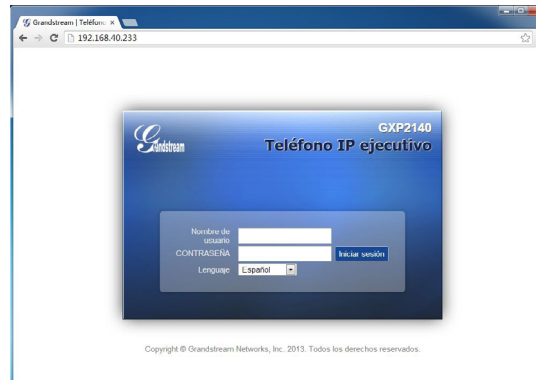 Grandstream | Teléfono
192.168.40.233
Grandstream
GXP2140
Teléfono IP ejecutivo
Nombre de
usuario
CONTRASEÑA
Iniciar sesión
Lenguaje
Español
Copyright © Grandstream Networks, Inc. 2013. Todos los derechos reservados.